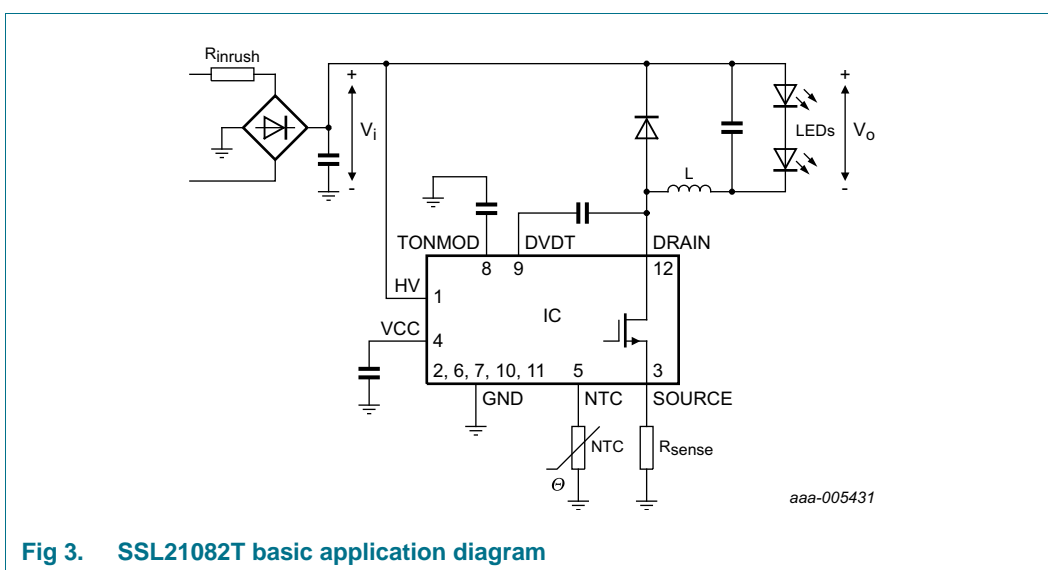 Rinrush
+
Vi
-
+
LEDs
Vo
-
L
TONMOD
DVDT
DRAIN
8
9
12
HV
1
IC
VCC
4
2, 6, 7, 10, 11
5
3
GND
NTC
SOURCE
NTC
Θ
Rsense
aaa-005431
Fig 3. SSL21082T basic application diagram